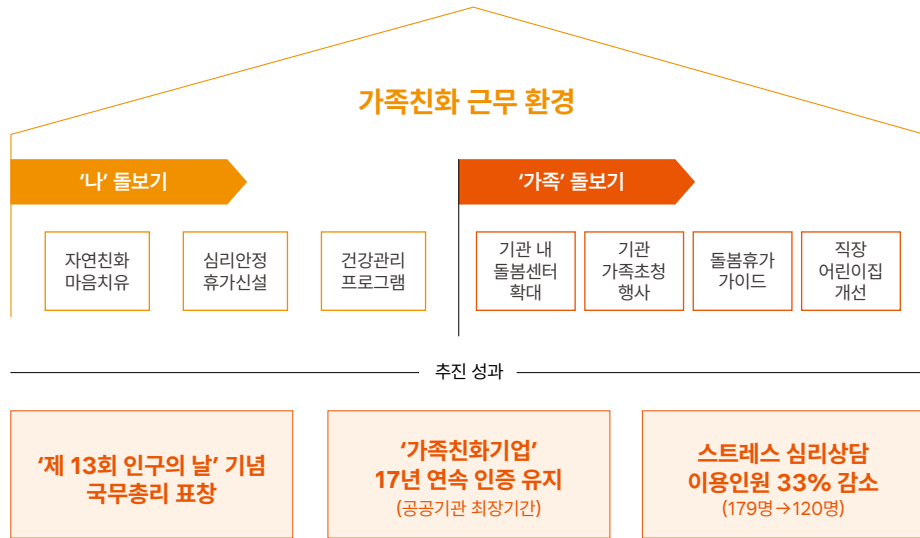 가족친화 근무 환경
‘나’ 돌보기
‘가족’ 돌보기
자연친화
마음치유
심리안정
휴가신설
건강관리
프로그램
기관 내
돌봄센터
확대
기관
가족초청
행사
돌봄휴가
가이드
직장
어린이집
개선
추진 성과
‘제 13회 인구의 날’ 기념
국무총리 표창
‘가족친화기업’
17년 연속 인증 유지
(공공기관 최장기간)
스트레스 심리상담
이용인원 33% 감소
(179명→120명)